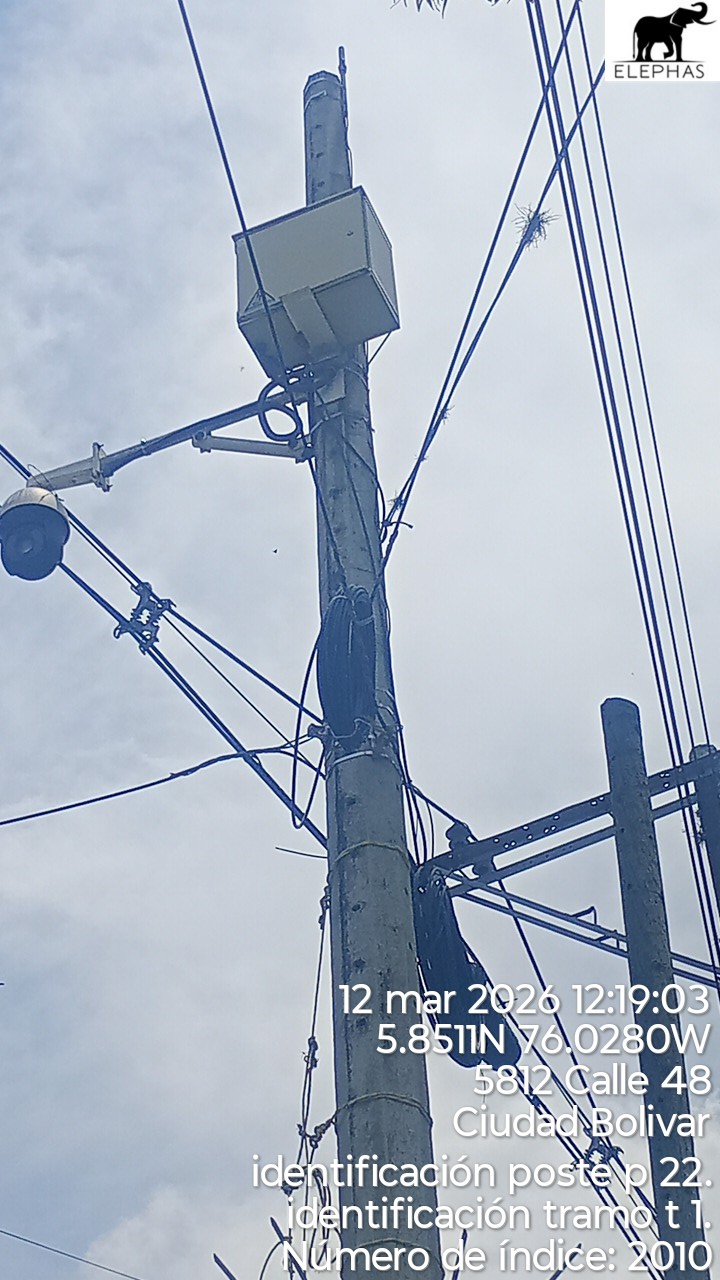 ELEPHAS
12 mar 2026 12:19:03
5.8511N 76.0280W
5812 Calle 48
Ciudad Bolivar
identificación poste p 22.
identificación tramo t 1.
Número de índice: 2010